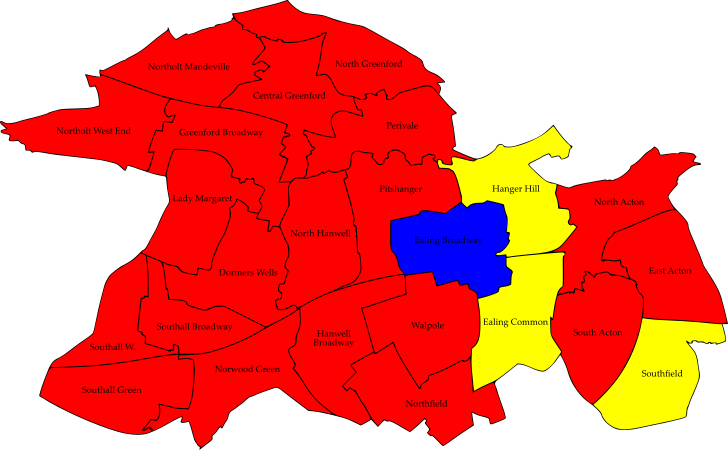 North Greenford
Northolt Mandeville
Central Greenford
Perivale
Northolt West End
Greenford Broadway
Pitshanger
Hanger Hill
Lady Margaret
North Acton
North Hanwell
Ealing Broadway
Dormers Wells
East Acton
Ealing Common
Southall Broadway
Walpole
South Acton
Hanwell
Broadway
Southall W.
Norwood Green
Southfield
Southall Green
Northfield